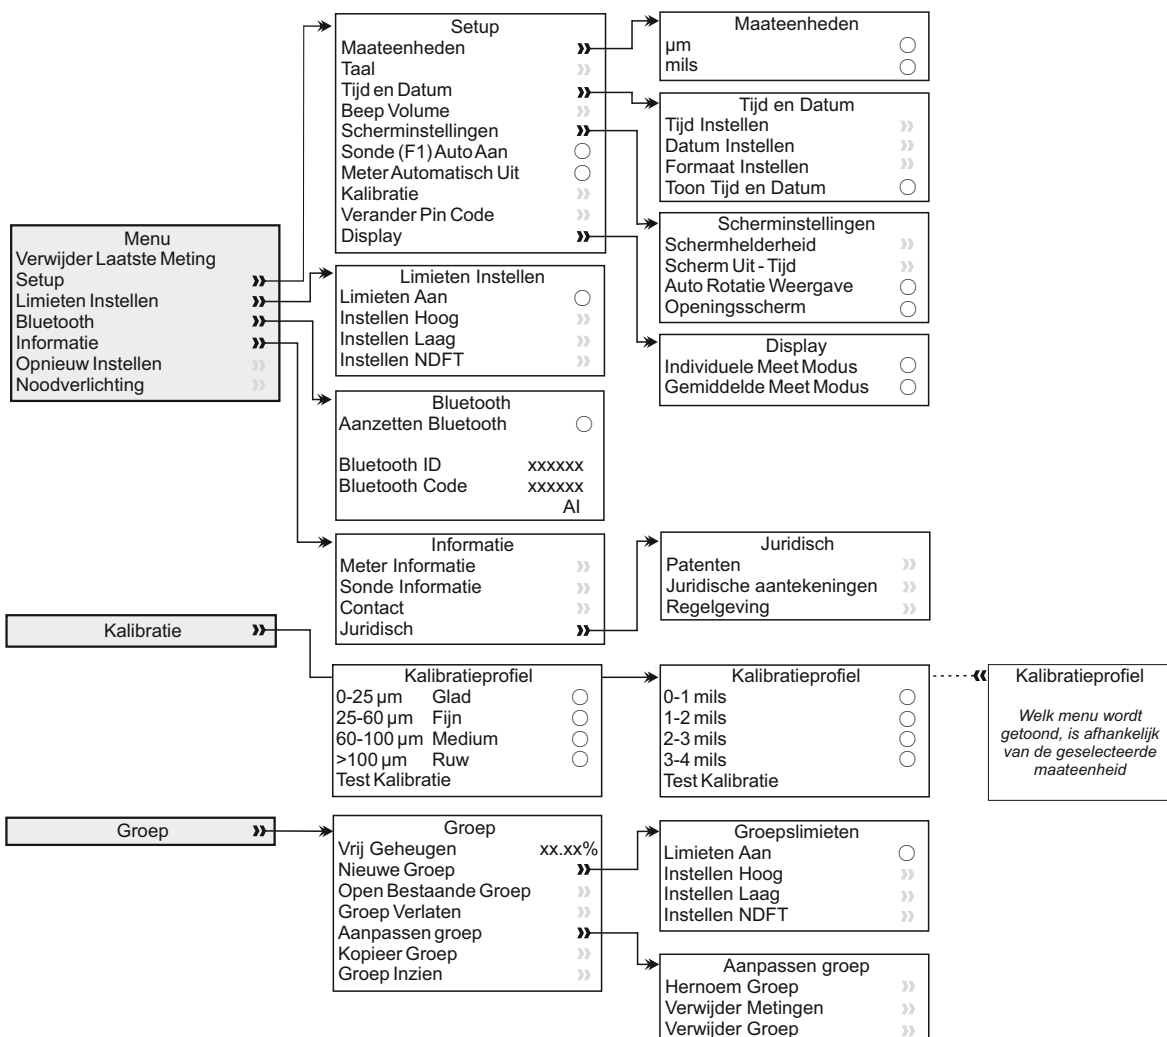 Menu
Verwijder Laatste Meting
Setup
Limieten Instellen
Bluetooth
Informatie
Opnieuw Instellen
Noodverlichting
Setup
Maateenheden
Taal
Tijd en Datum
Beep Volume
Scherminstellingen
Sonde (F1) Auto Aan
Meter Automatisch Uit
Kalibratie
Verander Pin Code
Display
Maateenheden
µm
mils
Tijd en Datum
Tijd Instellen
Datum Instellen
Formaat Instellen
Toon Tijd en Datum
Scherminstellingen
Schermhelderheid
Scherm Uit - Tijd
Auto Rotatie Weergave
Openingsscherm
Display
Individuele Meet Modus
Gemiddelde Meet Modus
Limieten Instellen
Limieten Aan
Instellen Hoog
Instellen Laag
Instellen NDFT
Bluetooth
Aanzetten Bluetooth
Bluetooth ID xxxxxx
Bluetooth Code xxxxxx
AI
Informatie
Meter Informatie
Sonde Informatie
Contact
Juridisch
Juridisch
Patenten
Juridische aantekeningen
Regelgeving
Kalibratie
Kalibratieprofiel
0-25 µm Glad
25-60 µm Fijn
60-100 µm Medium
>100 µm Ruw
Test Kalibratie
Kalibratieprofiel
0-1 mils
1-2 mils
2-3 mils
3-4 mils
Test Kalibratie
Kalibratieprofiel
Welk menu wordt
getoond, is afhankelijk
van de geselecteerde
maateenheid
Groep
Groep
Vrij Geheugen xx.xx%
Nieuwe Groep
Open Bestaande Groep
Groep Verlaten
Aanpassen groep
Kopieer Groep
Groep Inzien
Groepslimieten
Limieten Aan
Instellen Hoog
Instellen Laag
Instellen NDFT
Aanpassen groep
Hernoem Groep
Verwijder Metingen
Verwijder Groep